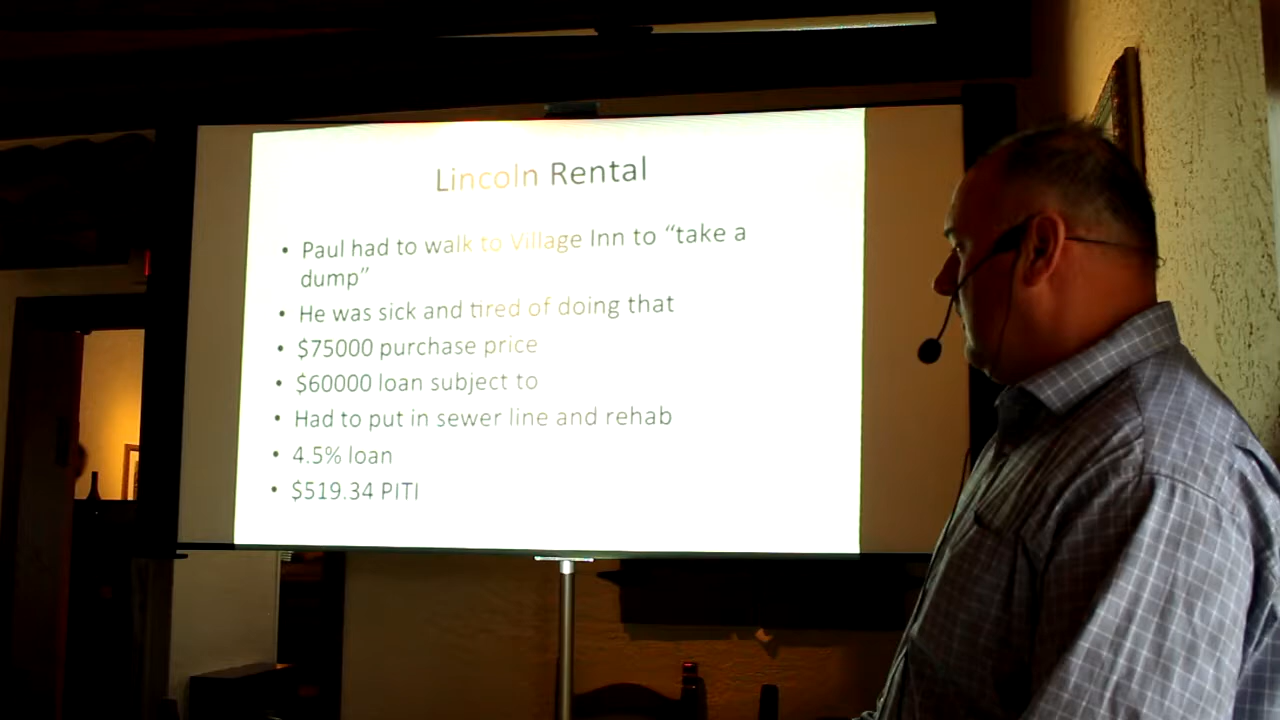 Lincoln Rental
• Paul had to walk to Village Inn to “take a
dump”
• He was sick and tired of doing that
• $75000 purchase price
• $60000 loan subject to
• Had to put in sewer line and rehab
• 4.5% loan
• $519.34 PITI